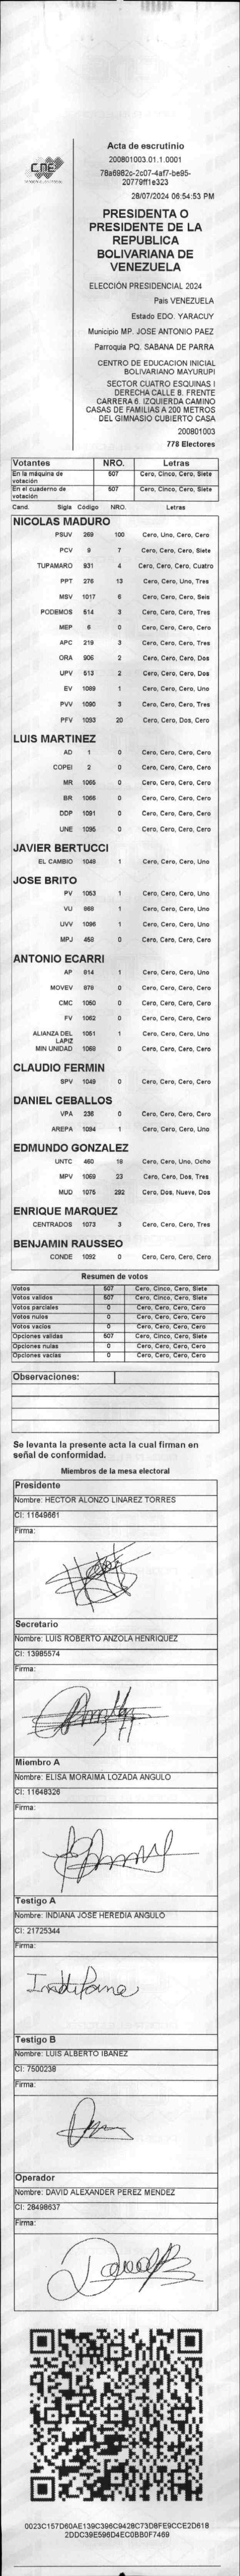 CNE
Acta de escrutinio
200801003.01.1.0001
78a6982c-2c07-4af7-be95-
20779ff1e323
28/07/2024 06:54:53 PM
PRESIDENTA O
PRESIDENTE DE LA
REPUBLICA
BOLIVARIANA DE
VENEZUELA
ELECCIÓN PRESIDENCIAL 2024
Pais VENEZUELA
Estado EDO. YARACUY
Municipio MP. JOSE ANTONIO PAEZ
Parroquia PQ. SABANA DE PARRA
CENTRO DE EDUCACION INICIAL
BOLIVARIANO MAYURUPI
SECTOR CUATRO ESQUINAS I
DERECHA CALLE 8. FRENTE
CARRERA 6. IZQUIERDA CAMINO
CASAS DE FAMILIAS A 200 METROS
DEL GIMNASIO CUBIERTO CASA
200801003
778 Electores
Votantes NRO. Letras
En la máquina de votación 507 Cero, Cinco, Cero, Siete
En el cuaderno de votación 507 Cero, Cinco, Cero, Siete
Cand. Sigla Código NRO. Letras
NICOLAS MADURO
PSUV 269 100 Cero, Uno, Cero, Cero
PCV 9 7 Cero, Cero, Cero, Siete
TUPAMARO 931 4 Cero, Cero, Cero, Cuatro
PPT 276 13 Cero, Cero, Uno, Tres
MSV 1017 6 Cero, Cero, Cero, Seis
PODEMOS 514 3 Cero, Cero, Cero, Tres
MEP 6 0 Cero, Cero, Cero, Cero
APC 219 3 Cero, Cero, Cero, Tres
ORA 906 2 Cero, Cero, Cero, Dos
UPV 513 2 Cero, Cero, Cero, Dos
EV 1089 1 Cero, Cero, Cero, Uno
PVV 1090 3 Cero, Cero, Cero, Tres
PFV 1093 20 Cero, Cero, Dos, Cero
LUIS MARTINEZ
AD 1 0 Cero, Cero, Cero, Cero
COPEI 2 0 Cero, Cero, Cero, Cero
MR 1065 0 Cero, Cero, Cero, Cero
BR 1066 0 Cero, Cero, Cero, Cero
DDP 1091 0 Cero, Cero, Cero, Cero
UNE 1095 0 Cero, Cero, Cero, Cero
JAVIER BERTUCCI
EL CAMBIO 1048 1 Cero, Cero, Cero, Uno
JOSE BRITO
PV 1053 1 Cero, Cero, Cero, Uno
VU 868 1 Cero, Cero, Cero, Uno
UVV 1096 1 Cero, Cero, Cero, Uno
MPJ 458 0 Cero, Cero, Cero, Cero
ANTONIO ECARRI
AP 914 1 Cero, Cero, Cero, Uno
MOVEV 878 0 Cero, Cero, Cero, Cero
CMC 1050 0 Cero, Cero, Cero, Cero
FV 1062 0 Cero, Cero, Cero, Cero
ALIANZA DEL LAPIZ 1051 1 Cero, Cero, Cero, Uno
MIN UNIDAD 1088 0 Cero, Cero, Cero, Cero
CLAUDIO FERMIN
SPV 1049 0 Cero, Cero, Cero, Cero
DANIEL CEBALLOS
VPA 236 0 Cero, Cero, Cero, Cero
AREPA 1094 1 Cero, Cero, Cero, Uno
EDMUNDO GONZALEZ
UNTC 460 18 Cero, Cero, Uno, Ocho
MPV 1069 23 Cero, Cero, Dos, Tres
MUD 1075 292 Cero, Dos, Nueve, Dos
ENRIQUE MARQUEZ
CENTRADOS 1073 3 Cero, Cero, Cero, Tres
BENJAMIN RAUSSEO
CONDE 1092 0 Cero, Cero, Cero, Cero
Resumen de votos
Votos 507 Cero, Cinco, Cero, Siete
Votos validos 507 Cero, Cinco, Cero, Siete
Votos parciales 0 Cero, Cero, Cero, Cero
Votos nulos 0 Cero, Cero, Cero, Cero
Votos vacios 0 Cero, Cero, Cero, Cero
Opciones validas 507 Cero, Cinco, Cero, Siete
Opciones nulas 0 Cero, Cero, Cero, Cero
Opciones vacias 0 Cero, Cero, Cero, Cero
Observaciones:
Se levanta la presente acta la cual firman en
señal de conformidad.
Miembros de la mesa electoral
Presidente
Nombre: HECTOR ALONZO LINAREZ TORRES
CI: 11649661
Firma:
Secretario
Nombre: LUIS ROBERTO ANZOLA HENRIQUEZ
CI: 13985574
Firma:
Miembro A
Nombre: ELISA MORAIMA LOZADA ANGULO
CI: 11648326
Firma:
Testigo A
Nombre: INDIANA JOSE HEREDIA ANGULO
CI: 21725344
Firma:
Testigo B
Nombre: LUIS ALBERTO IBAÑEZ
CI: 7500238
Firma:
Operador
Nombre: DAVID ALEXANDER PEREZ MENDEZ
CI: 28498637
Firma:
0023C157D60AE139C396C9428C73D8FE9CCE2D618
2DDC39E596D4EC0BB0F7469